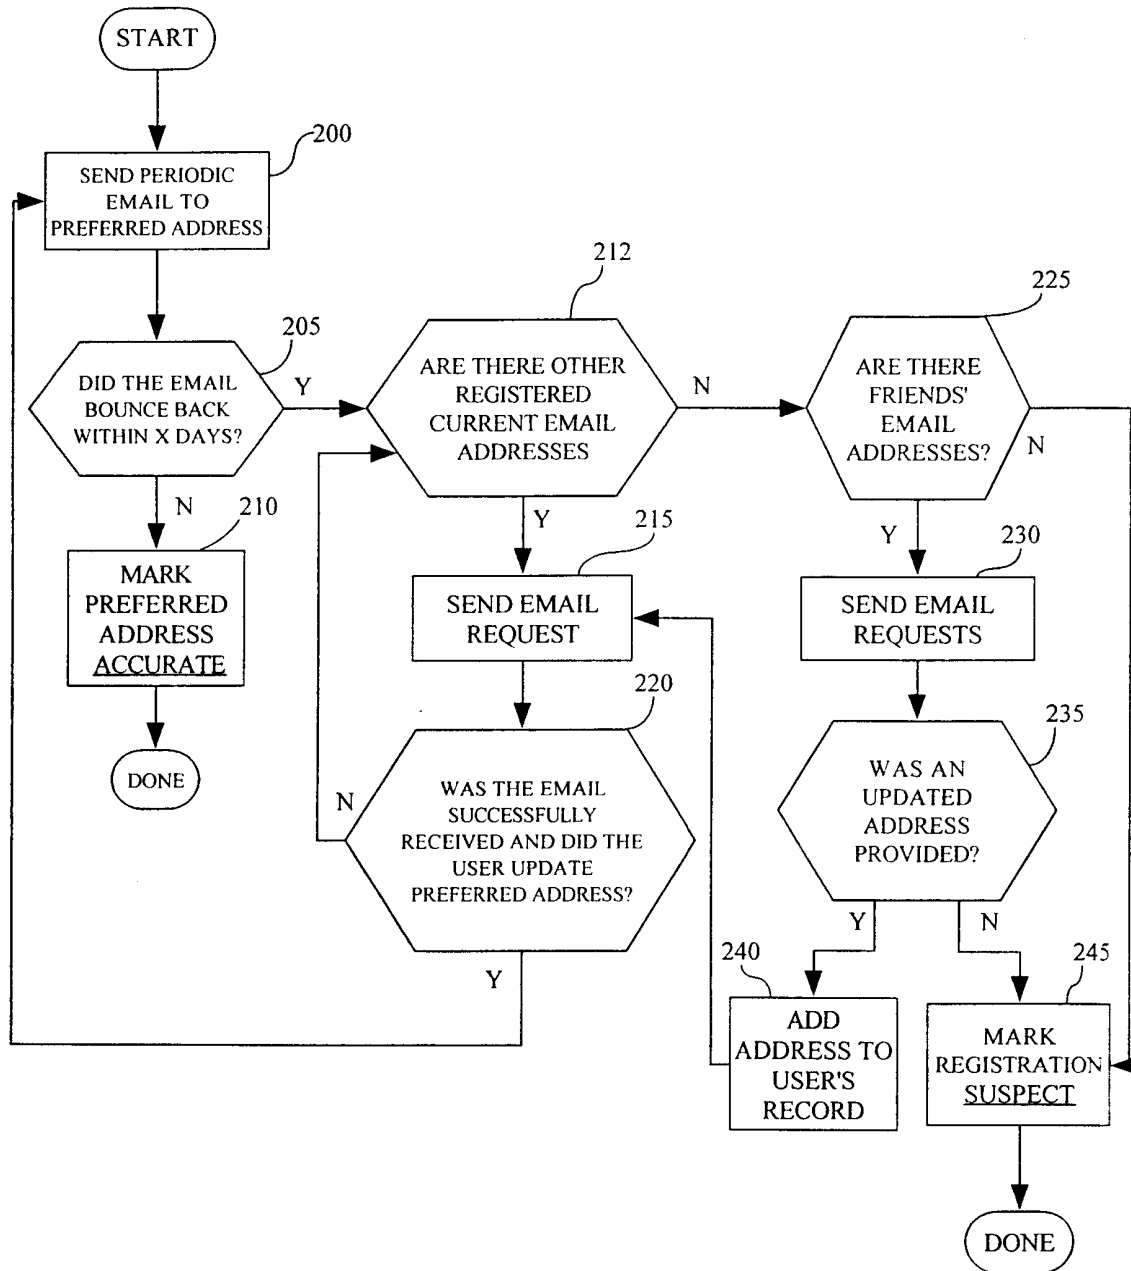 START
200
SEND PERIODIC
EMAIL TO
PREFERRED ADDRESS
205
DID THE EMAIL
BOUNCE BACK
WITHIN X DAYS?
Y
N
210
MARK
PREFERRED
ADDRESS
ACCURATE
DONE
212
ARE THERE OTHER
REGISTERED
CURRENT EMAIL
ADDRESSES
N
Y
215
SEND EMAIL
REQUEST
220
WAS THE EMAIL
SUCCESSFULLY
RECEIVED AND DID THE
USER UPDATE
PREFERRED ADDRESS?
N
Y
225
ARE THERE
FRIENDS'
EMAIL
ADDRESSES?
N
Y
230
SEND EMAIL
REQUESTS
235
WAS AN
UPDATED
ADDRESS
PROVIDED?
Y
N
240
ADD
ADDRESS TO
USER'S
RECORD
245
MARK
REGISTRATION
SUSPECT
DONE